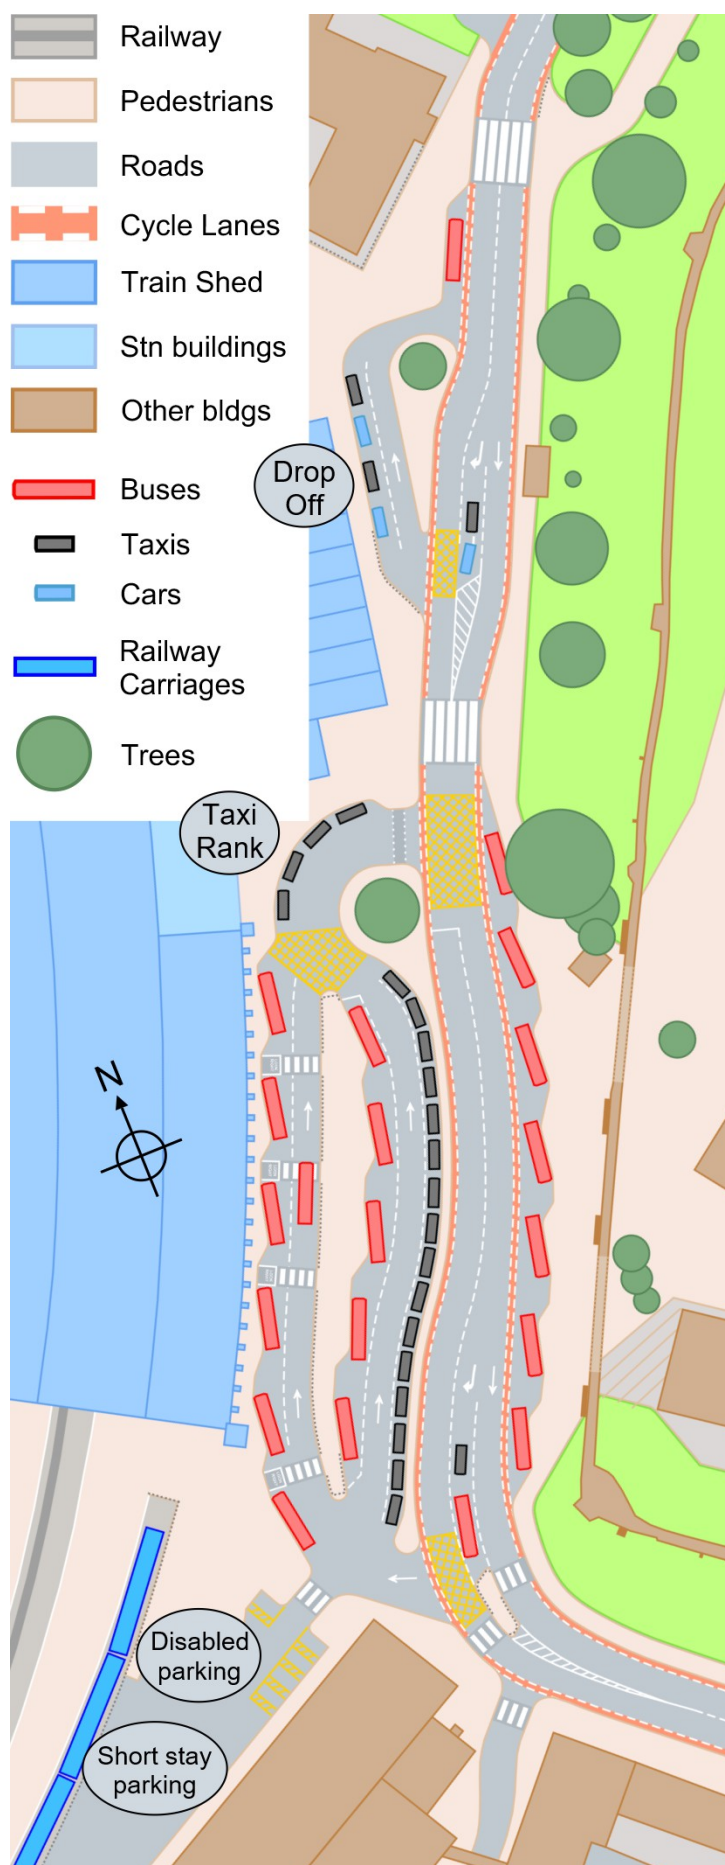 Railway
Pedestrians
Roads
Cycle Lanes
Train Shed
Stn buildings
Other bldgs
Buses
Taxis
Cars
Railway
Carriages
Trees
Drop
Off
Taxi
Rank
N
Disabled
parking
Short stay
parking